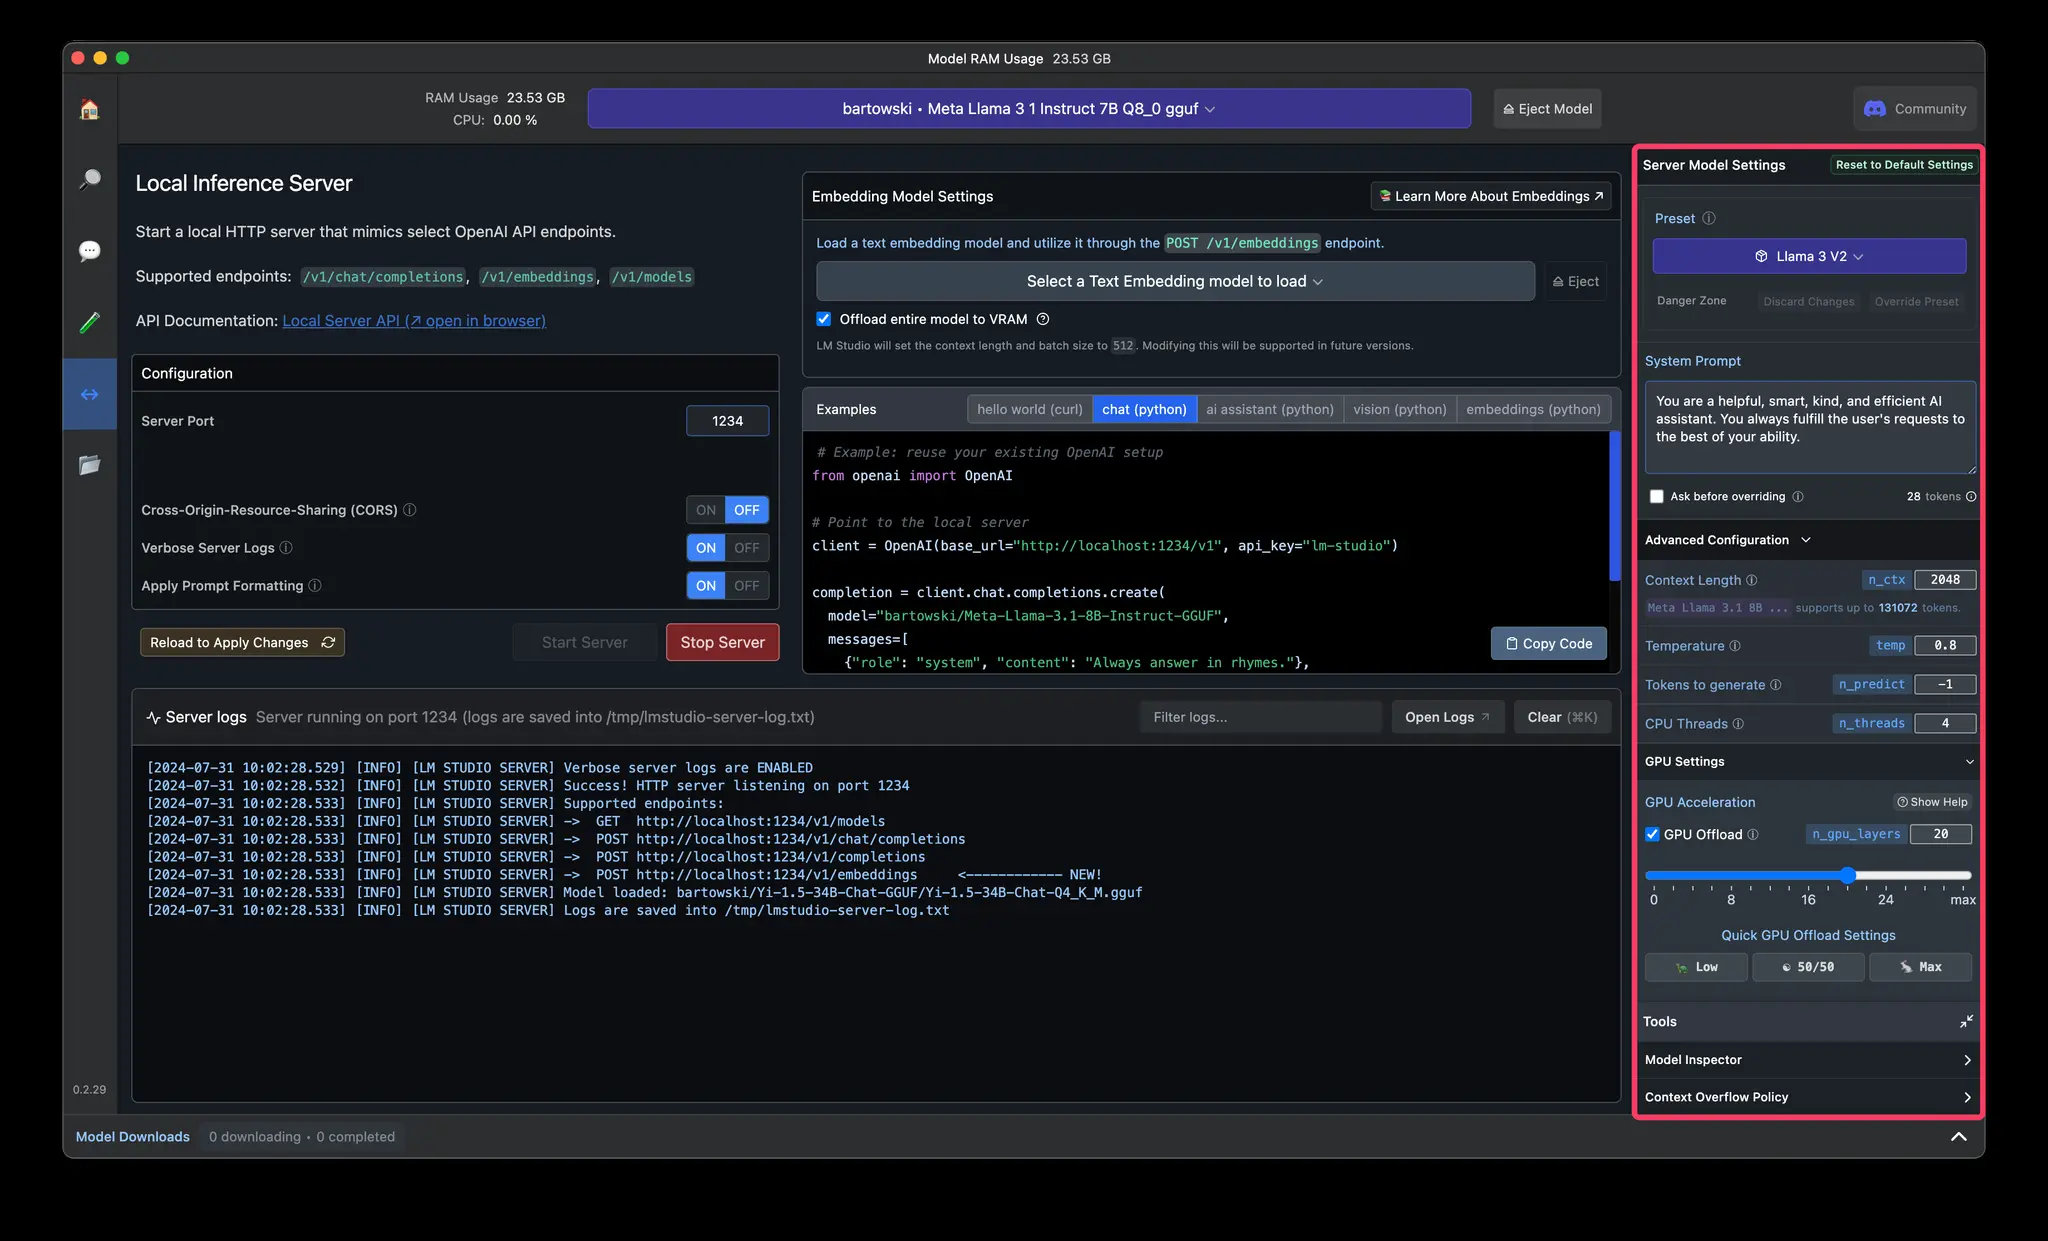 Model RAM Usage 23.53 GB
RAM Usage 23.53 GB
CPU: 0.00 %
bartowski • Meta Llama 3 1 Instruct 7B Q8_0 gguf
Eject Model
Community
Local Inference Server
Start a local HTTP server that mimics select OpenAI API endpoints.
Supported endpoints: /v1/chat/completions, /v1/embeddings, /v1/models
API Documentation: Local Server API (↗ open in browser)
Configuration
Server Port 1234
Cross-Origin-Resource-Sharing (CORS) ON OFF
Verbose Server Logs ON OFF
Apply Prompt Formatting ON OFF
Reload to Apply Changes
Start Server
Stop Server
Embedding Model Settings
Learn More About Embeddings ↗
Load a text embedding model and utilize it through the POST /v1/embeddings endpoint.
Select a Text Embedding model to load
Eject
Offload entire model to VRAM
LM Studio will set the context length and batch size to 512. Modifying this will be supported in future versions.
Examples
hello world (curl)
chat (python)
ai assistant (python)
vision (python)
embeddings (python)
# Example: reuse your existing OpenAI setup
from openai import OpenAI
# Point to the local server
client = OpenAI(base_url="http://localhost:1234/v1", api_key="lm-studio")
completion = client.chat.completions.create(
model="bartowski/Meta-Llama-3.1-8B-Instruct-GGUF",
messages=[
{"role": "system", "content": "Always answer in rhymes."},
Copy Code
Server logs Server running on port 1234 (logs are saved into /tmp/lmstudio-server-log.txt)
Filter logs...
Open Logs ↗
Clear (⌘K)
[2024-07-31 10:02:28.529] [INFO] [LM STUDIO SERVER] Verbose server logs are ENABLED
[2024-07-31 10:02:28.532] [INFO] [LM STUDIO SERVER] Success! HTTP server listening on port 1234
[2024-07-31 10:02:28.533] [INFO] [LM STUDIO SERVER] Supported endpoints:
[2024-07-31 10:02:28.533] [INFO] [LM STUDIO SERVER] -> GET http://localhost:1234/v1/models
[2024-07-31 10:02:28.533] [INFO] [LM STUDIO SERVER] -> POST http://localhost:1234/v1/chat/completions
[2024-07-31 10:02:28.533] [INFO] [LM STUDIO SERVER] -> POST http://localhost:1234/v1/completions
[2024-07-31 10:02:28.533] [INFO] [LM STUDIO SERVER] -> POST http://localhost:1234/v1/embeddings <------------ NEW!
[2024-07-31 10:02:28.533] [INFO] [LM STUDIO SERVER] Model loaded: bartowski/Yi-1.5-34B-Chat-GGUF/Yi-1.5-34B-Chat-Q4_K_M.gguf
[2024-07-31 10:02:28.533] [INFO] [LM STUDIO SERVER] Logs are saved into /tmp/lmstudio-server-log.txt
Server Model Settings
Reset to Default Settings
Preset
Llama 3 V2
Danger Zone
Discard Changes
Override Preset
System Prompt
You are a helpful, smart, kind, and efficient AI
assistant. You always fulfill the user's requests to
the best of your ability.
Ask before overriding
28 tokens
Advanced Configuration
Context Length n_ctx 2048
Meta Llama 3.1 8B ... supports up to 131072 tokens.
Temperature temp 0.8
Tokens to generate n_predict -1
CPU Threads n_threads 4
GPU Settings
GPU Acceleration
Show Help
GPU Offload n_gpu_layers 20
0 8 16 24 max
Quick GPU Offload Settings
Low
50/50
Max
Tools
Model Inspector
Context Overflow Policy
0.2.29
Model Downloads 0 downloading • 0 completed